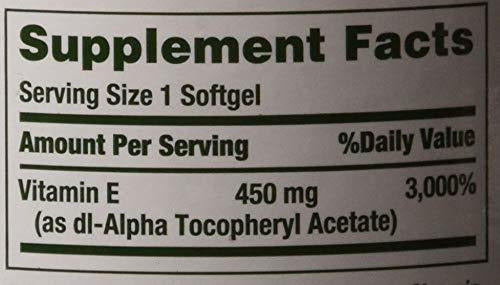 Supplement Facts
Serving Size 1 Softgel
Amount Per Serving %Daily Value
Vitamin E 450 mg 3,000%
(as dl-Alpha Tocopheryl Acetate)